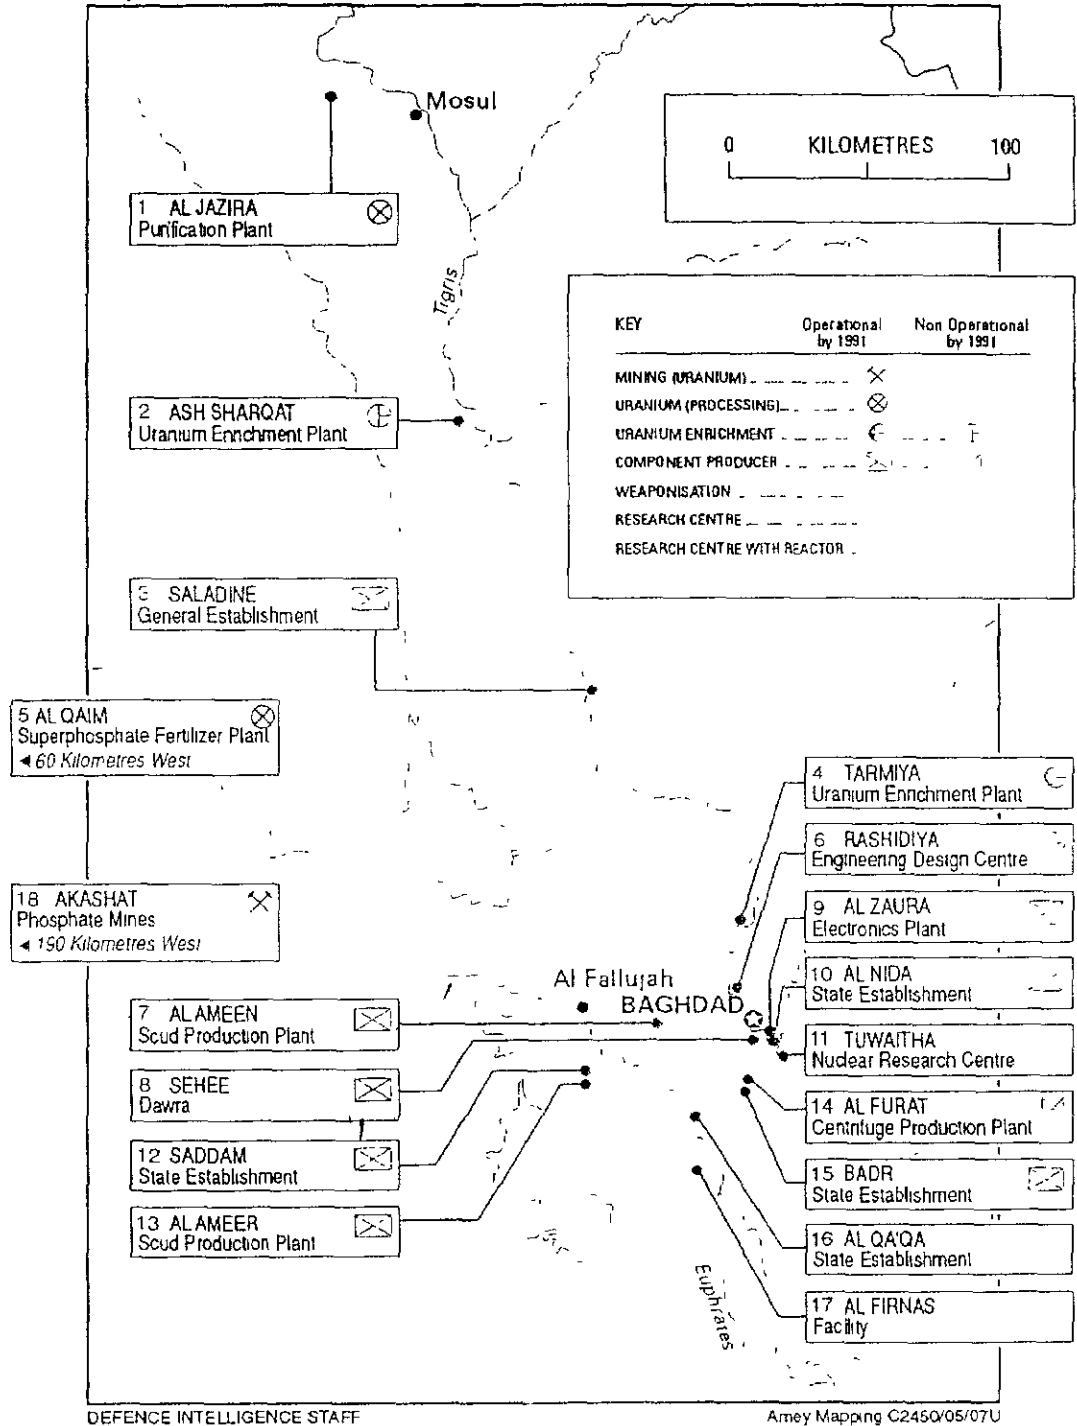 Mosul
0 KILOMETRES 100
1 AL JAZIRA
Purification Plant
Tigris
KEY
Operational
by 1991
Non Operational
by 1991
MINING (URANIUM)
URANIUM (PROCESSING)
URANIUM ENRICHMENT
COMPONENT PRODUCER
WEAPONISATION
RESEARCH CENTRE
RESEARCH CENTRE WITH REACTOR
2 ASH SHARQAT
Uranium Enrichment Plant
3 SALADINE
General Establishment
5 AL QAIM
Superphosphate Fertilizer Plant
◄ 60 Kilometres West
4 TARMIYA
Uranium Enrichment Plant
6 RASHIDIYA
Engineering Design Centre
18 AKASHAT
Phosphate Mines
◄ 190 Kilometres West
9 AL ZAURA
Electronics Plant
10 AL NIDA
State Establishment
Al Fallujah
BAGHDAD
7 AL AMEEN
Scud Production Plant
11 TUWAITHA
Nuclear Research Centre
8 SEHEE
Dawra
14 AL FURAT
Centrifuge Production Plant
12 SADDAM
State Establishment
15 BADR
State Establishment
13 AL AMEER
Scud Production Plant
16 AL QA'QA
State Establishment
Euphrates
17 AL FIRNAS
Facility
DEFENCE INTELLIGENCE STAFF
Amey Mapping C2460/05/07U